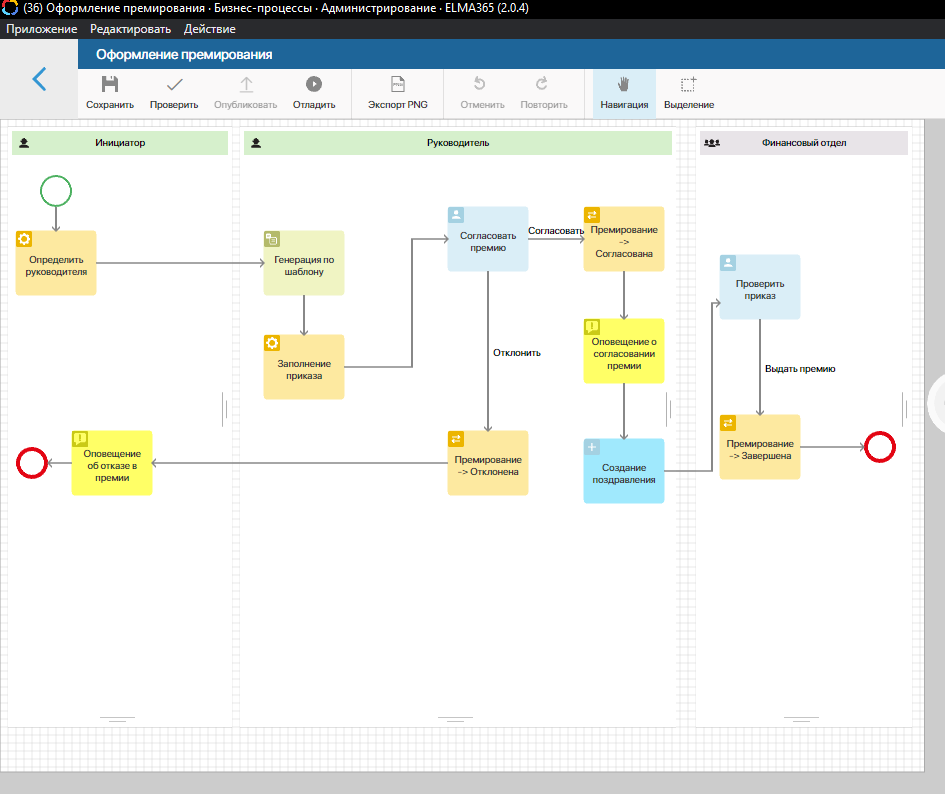 (36) Оформление премирования · Бизнес-процессы · Администрирование · ELMA365 (2.0.4)
Приложение Редактировать Действие
Оформление премирования
Сохранить Проверить Опубликовать Отладить Экспорт PNG Отменить Повторить Навигация Выделение
Инициатор
Руководитель
Финансовый отдел
Определить
руководителя
Генерация по
шаблону
Заполнение
приказа
Согласовать
премию
Согласовать
Премирование
->
Согласована
Отклонить
Оповещение о
согласовании
премии
Создание
поздравления
Премирование
-> Отклонена
Оповещение
об отказе в
премии
Проверить
приказ
Выдать премию
Премирование
-> Завершена